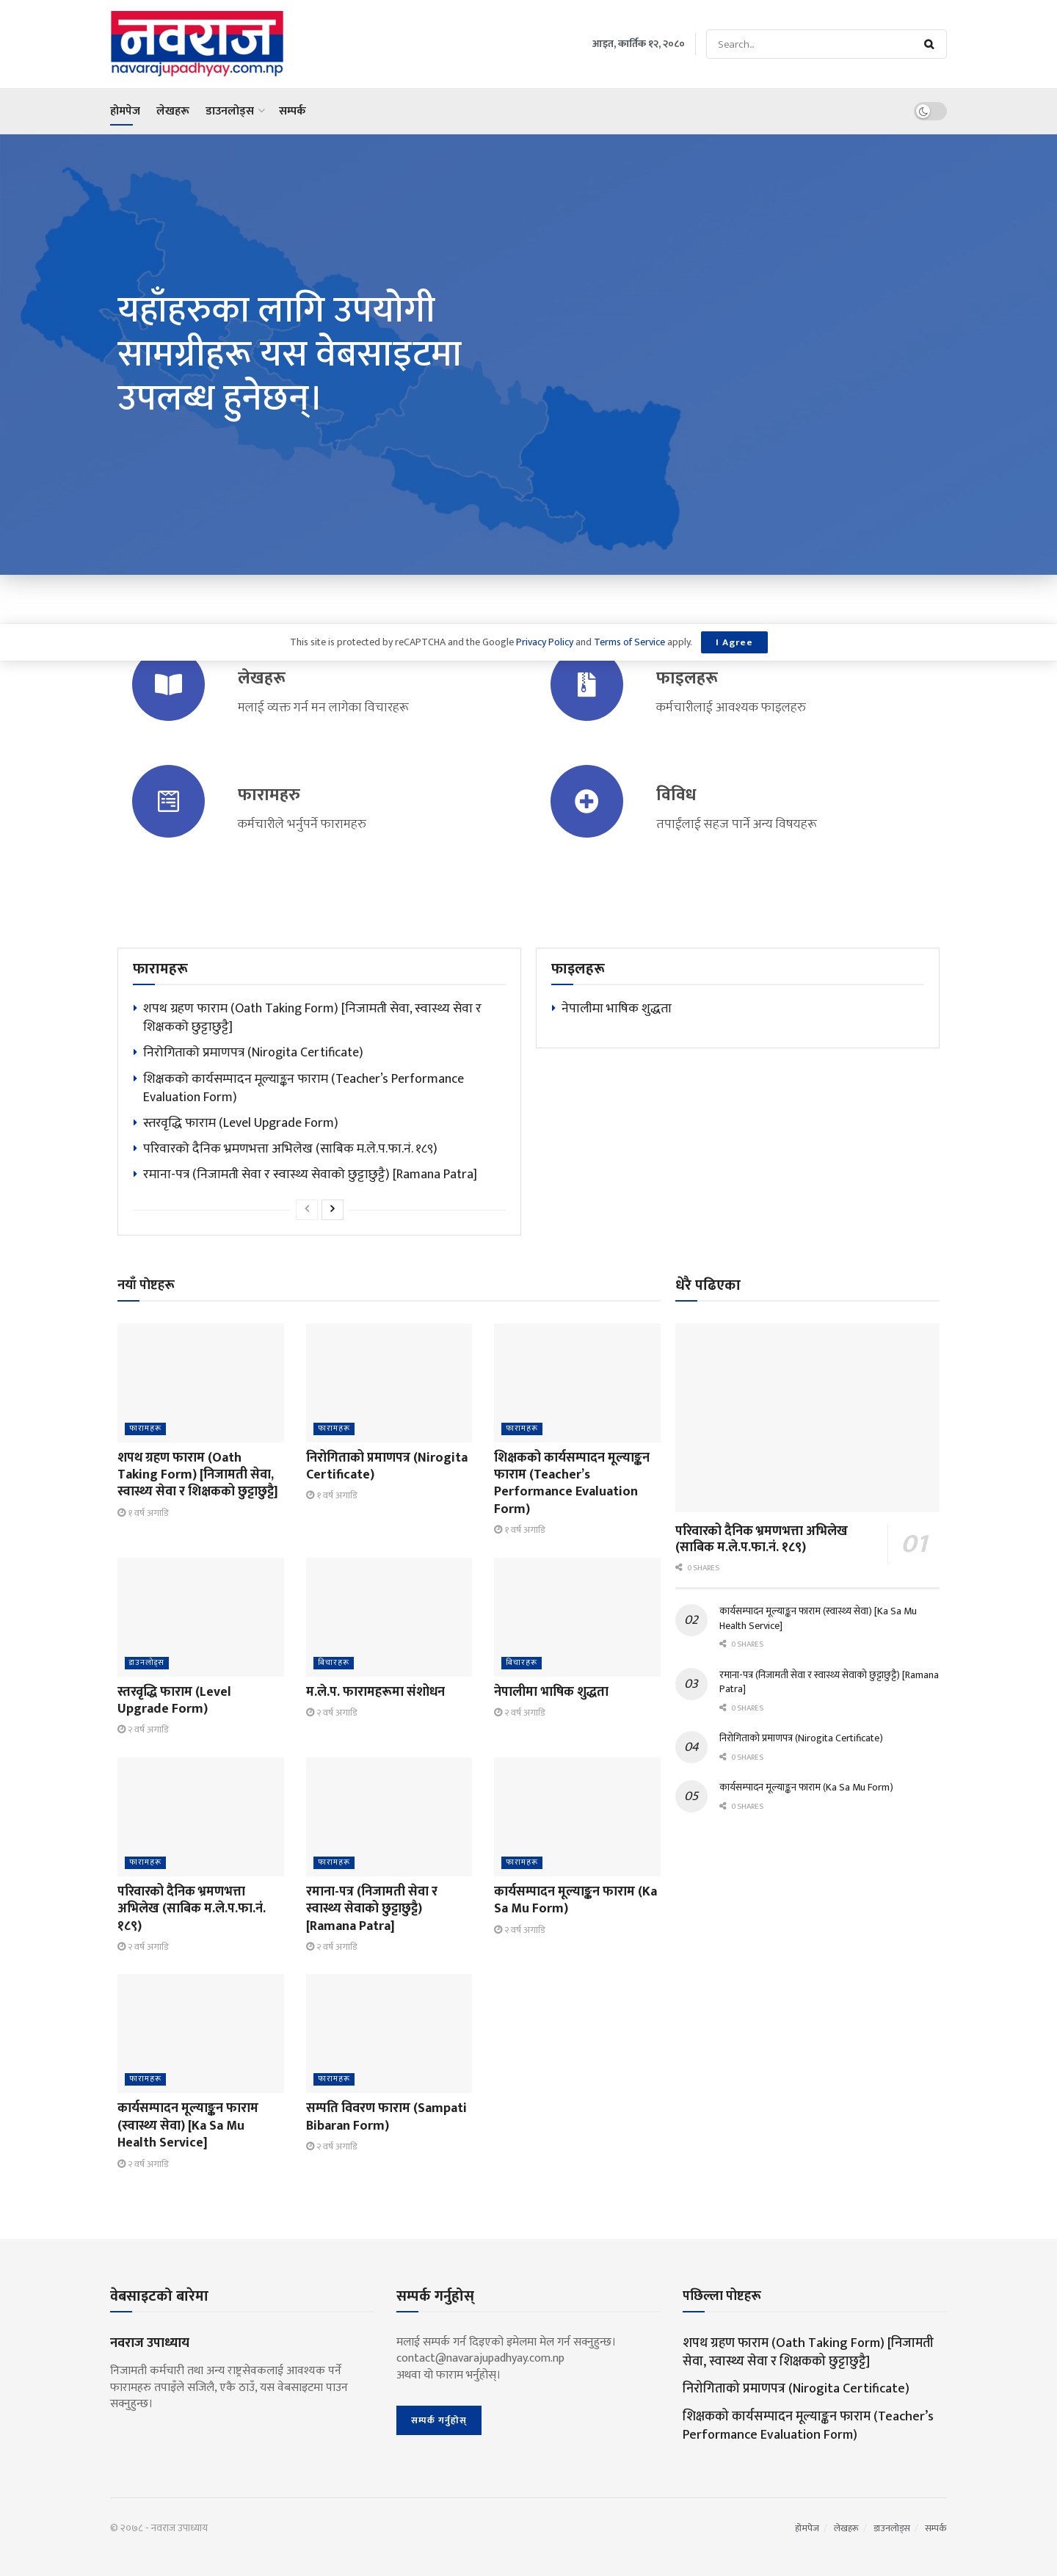 नवराज
navarajupadhyay.com.np
आइत, कार्तिक १२, २०८०
Search..
होमपेज लेखहरू डाउनलोड्स सम्पर्क
यहाँहरुका लागि उपयोगी
सामग्रीहरू यस वेबसाइटमा
उपलब्ध हुनेछन्।
This site is protected by reCAPTCHA and the Google Privacy Policy and Terms of Service apply. I Agree
लेखहरू
मलाई व्यक्त गर्न मन लागेका विचारहरू
फाइलहरू
कर्मचारीलाई आवश्यक फाइलहरु
फारामहरु
कर्मचारीले भर्नुपर्ने फारामहरु
विविध
तपाईंलाई सहज पार्ने अन्य विषयहरू
फारामहरू
शपथ ग्रहण फाराम (Oath Taking Form) [निजामती सेवा, स्वास्थ्य सेवा र
शिक्षकको छुट्टाछुट्टै]
निरोगिताको प्रमाणपत्र (Nirogita Certificate)
शिक्षकको कार्यसम्पादन मूल्याङ्कन फाराम (Teacher’s Performance
Evaluation Form)
स्तरवृद्धि फाराम (Level Upgrade Form)
परिवारको दैनिक भ्रमणभत्ता अभिलेख (साबिक म.ले.प.फा.नं. १८९)
रमाना-पत्र (निजामती सेवा र स्वास्थ्य सेवाको छुट्टाछुट्टै) [Ramana Patra]
फाइलहरू
नेपालीमा भाषिक शुद्धता
नयाँ पोष्टहरू
फारामहरू
शपथ ग्रहण फाराम (Oath
Taking Form) [निजामती सेवा,
स्वास्थ्य सेवा र शिक्षकको छुट्टाछुट्टै]
१ वर्ष अगाडि
फारामहरू
निरोगिताको प्रमाणपत्र (Nirogita
Certificate)
१ वर्ष अगाडि
फारामहरू
शिक्षकको कार्यसम्पादन मूल्याङ्कन
फाराम (Teacher’s
Performance Evaluation
Form)
१ वर्ष अगाडि
डाउनलोड्स
स्तरवृद्धि फाराम (Level
Upgrade Form)
२ वर्ष अगाडि
बिचारहरू
म.ले.प. फारामहरूमा संशोधन
२ वर्ष अगाडि
बिचारहरू
नेपालीमा भाषिक शुद्धता
२ वर्ष अगाडि
फारामहरू
परिवारको दैनिक भ्रमणभत्ता
अभिलेख (साबिक म.ले.प.फा.नं.
१८९)
२ वर्ष अगाडि
फारामहरू
रमाना-पत्र (निजामती सेवा र
स्वास्थ्य सेवाको छुट्टाछुट्टै)
[Ramana Patra]
२ वर्ष अगाडि
फारामहरू
कार्यसम्पादन मूल्याङ्कन फाराम (Ka
Sa Mu Form)
२ वर्ष अगाडि
फारामहरू
कार्यसम्पादन मूल्याङ्कन फाराम
(स्वास्थ्य सेवा) [Ka Sa Mu
Health Service]
२ वर्ष अगाडि
फारामहरू
सम्पति विवरण फाराम (Sampati
Bibaran Form)
२ वर्ष अगाडि
धेरै पढिएका
परिवारको दैनिक भ्रमणभत्ता अभिलेख
(साबिक म.ले.प.फा.नं. १८९)
01
0 SHARES
02
कार्यसम्पादन मूल्याङ्कन फाराम (स्वास्थ्य सेवा) [Ka Sa Mu
Health Service]
0 SHARES
03
रमाना-पत्र (निजामती सेवा र स्वास्थ्य सेवाको छुट्टाछुट्टै) [Ramana
Patra]
0 SHARES
04
निरोगिताको प्रमाणपत्र (Nirogita Certificate)
0 SHARES
05
कार्यसम्पादन मूल्याङ्कन फाराम (Ka Sa Mu Form)
0 SHARES
वेबसाइटको बारेमा
नवराज उपाध्याय
निजामती कर्मचारी तथा अन्य राष्ट्रसेवकलाई आवश्यक पर्ने
फारामहरु तपाइँले सजिलै, एकै ठाउँ, यस वेबसाइटमा पाउन
सक्नुहुन्छ।
सम्पर्क गर्नुहोस्
मलाई सम्पर्क गर्न दिइएको इमेलमा मेल गर्न सक्नुहुन्छ।
contact@navarajupadhyay.com.np
अथवा यो फाराम भर्नुहोस्।
सम्पर्क गर्नुहोस्
पछिल्ला पोष्टहरू
शपथ ग्रहण फाराम (Oath Taking Form) [निजामती
सेवा, स्वास्थ्य सेवा र शिक्षकको छुट्टाछुट्टै]
निरोगिताको प्रमाणपत्र (Nirogita Certificate)
शिक्षकको कार्यसम्पादन मूल्याङ्कन फाराम (Teacher’s
Performance Evaluation Form)
© २०७८ - नवराज उपाध्याय
होमपेज / लेखहरू / डाउनलोड्स / सम्पर्क